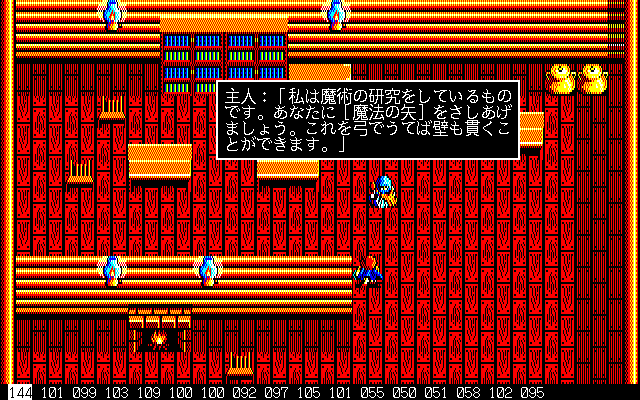 主人：「私は魔術の研究をしているもの
です。あなたに［魔法の矢］をさしあげ
ましょう。これを弓でうてば壁も貫くこ
とができます。」
144 101 099 103 109 100 100 092 097 105 101 055 050 051 058 102 095